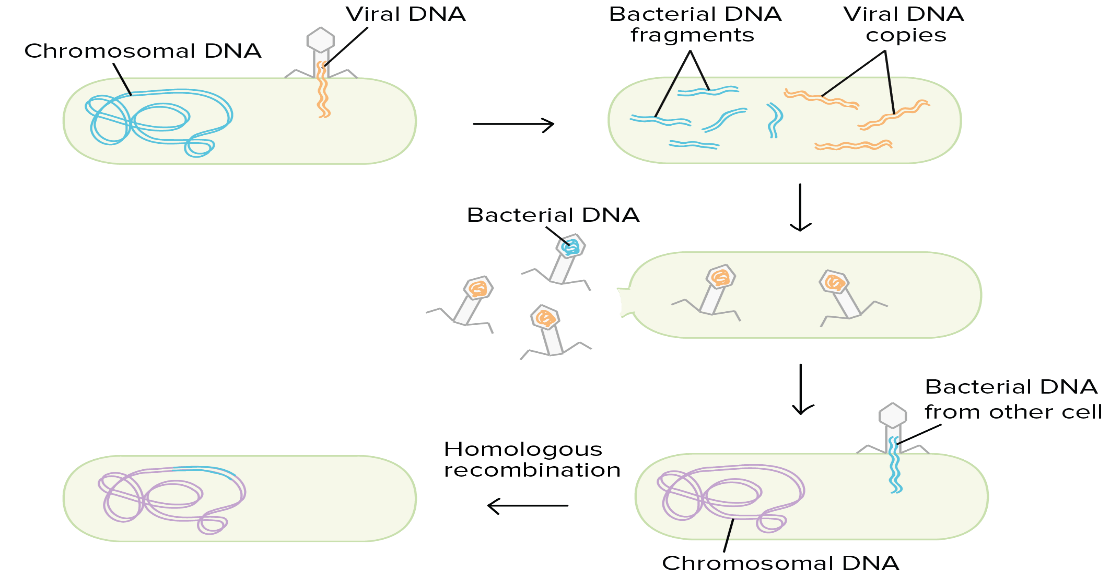 Viral DNA
Chromosomal DNA
Bacterial DNA
fragments
Viral DNA
copies
Bacterial DNA
Bacterial DNA
from other cell
Homologous
recombination
Chromosomal DNA